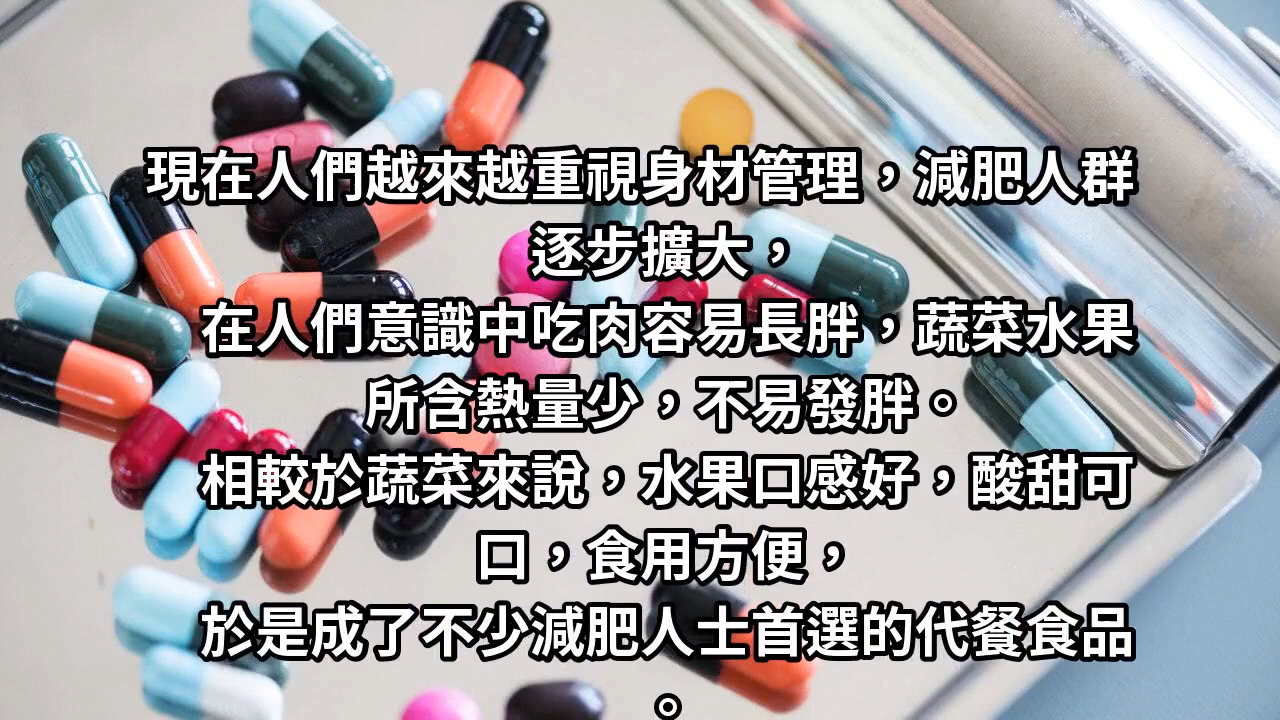 現在人們越來越重視身材管理，減肥人群
逐步擴大，
在人們意識中吃肉容易長胖，蔬菜水果
所含熱量少，不易發胖。
相較於蔬菜來說，水果口感好，酸甜可
口，食用方便，
於是成了不少減肥人士首選的代餐食品
。